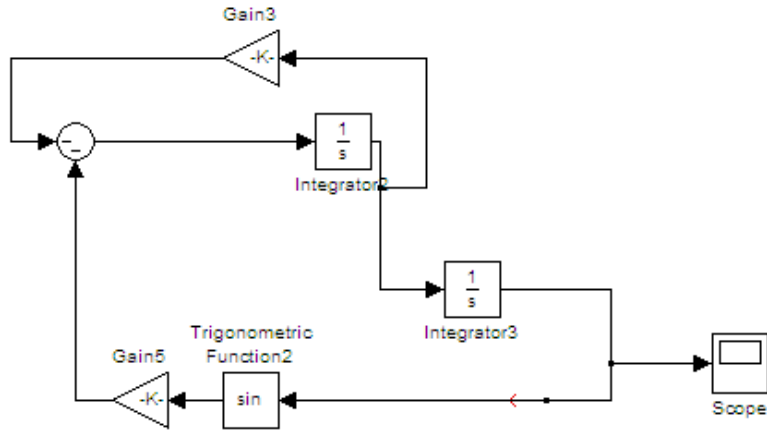 Gain3
-K-
1
s
Integrator2
1
s
Integrator3
Trigonometric
Function2
Gain5
-K-
sin
Scope